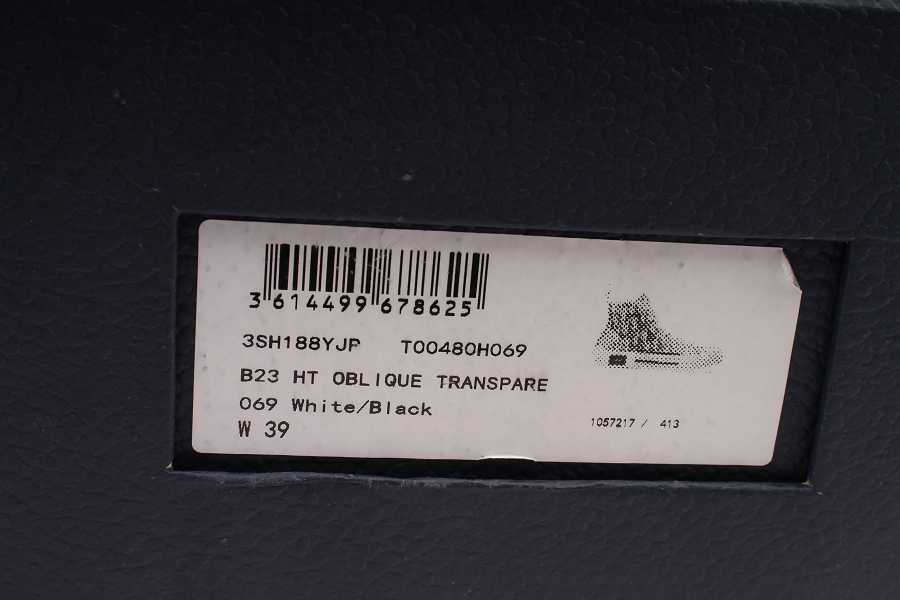 3 614499 678625
3SH188YJP T00480H069
B23 HT OBLIQUE TRANSPARE
069 White/Black
W 39
1057217 / 413